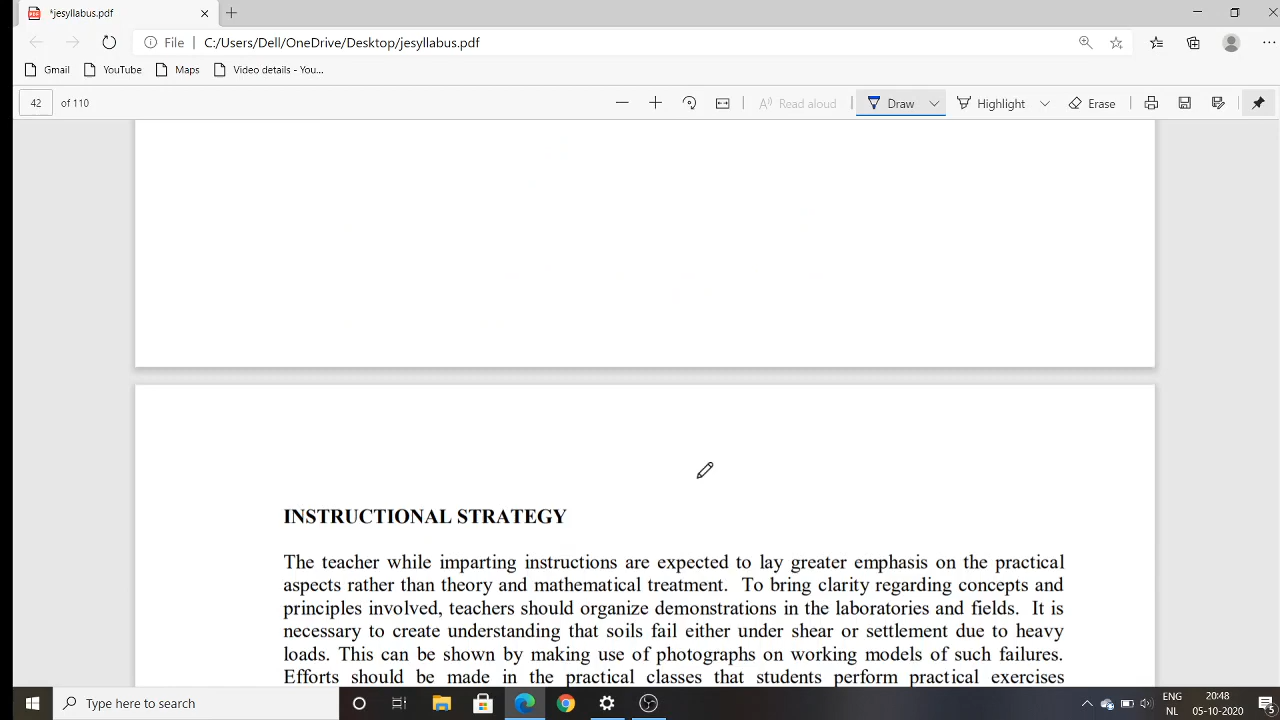 *jesyllabus.pdf
File C:/Users/Dell/OneDrive/Desktop/jesyllabus.pdf
Gmail YouTube Maps Video details - You...
42 of 110 Read aloud Draw Highlight Erase
INSTRUCTIONAL STRATEGY
The teacher while imparting instructions are expected to lay greater emphasis on the practical
aspects rather than theory and mathematical treatment. To bring clarity regarding concepts and
principles involved, teachers should organize demonstrations in the laboratories and fields. It is
necessary to create understanding that soils fail either under shear or settlement due to heavy
loads. This can be shown by making use of photographs on working models of such failures.
Efforts should be made in the practical classes that students perform practical exercises
Type here to search
ENG 20:48
NL 05-10-2020 5